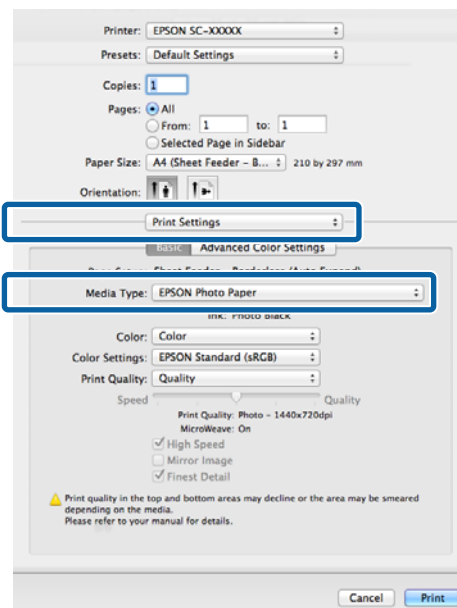 Printer: EPSON SC-XXXXX
Presets: Default Settings
Copies: 1
Pages: All
From: 1 to: 1
Selected Page in Sidebar
Paper Size: A4 (Sheet Feeder - B... 210 by 297 mm
Orientation:
Print Settings
Basic Advanced Color Settings
Sheet Feeder - Borderless (Auto Expand)
Media Type: EPSON Photo Paper
Ink: Photo Black
Color: Color
Color Settings: EPSON Standard (sRGB)
Print Quality: Quality
Speed Quality
Print Quality: Photo - 1440x720dpi
MicroWeave: On
High Speed
Mirror Image
Finest Detail
Print quality in the top and bottom areas may decline or the area may be smeared
depending on the media.
Please refer to your manual for details.
Cancel Print